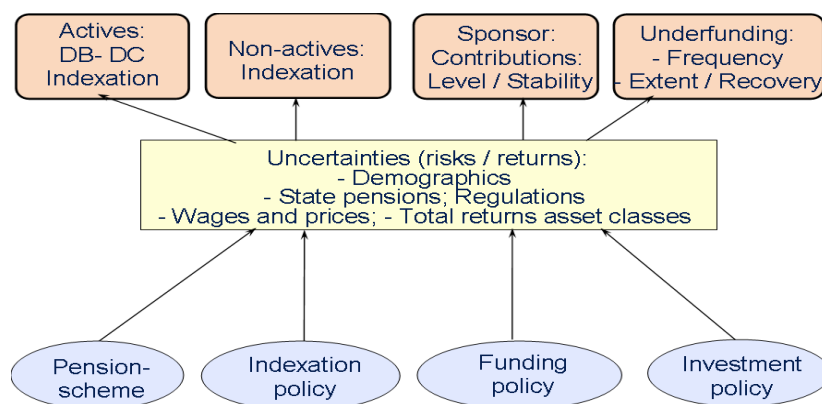 Actives:
DB- DC
Indexation
Non-actives:
Indexation
Sponsor:
Contributions:
Level / Stability
Underfunding:
- Frequency
- Extent / Recovery
Uncertainties (risks / returns):
- Demographics
- State pensions; Regulations
- Wages and prices; - Total returns asset classes
Pension-
scheme
Indexation
policy
Funding
policy
Investment
policy